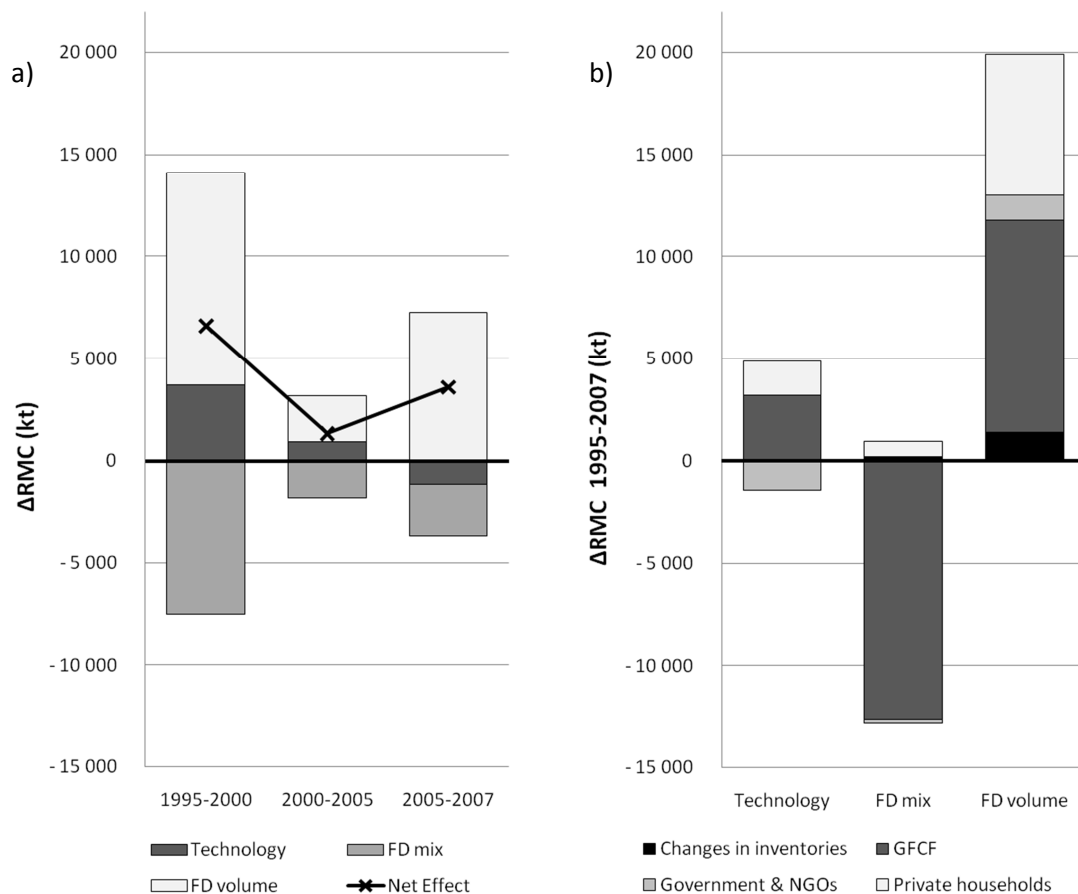 a)
ΔRMC (kt)
20 000
15 000
10 000
5 000
0
- 5 000
- 10 000
- 15 000
1995-2000 2000-2005 2005-2007
Technology FD mix
FD volume Net Effect
b)
ΔRMC 1995-2007 (kt)
20 000
15 000
10 000
5 000
0
- 5 000
- 10 000
- 15 000
Technology FD mix FD volume
Changes in inventories GFCF
Government & NGOs Private households